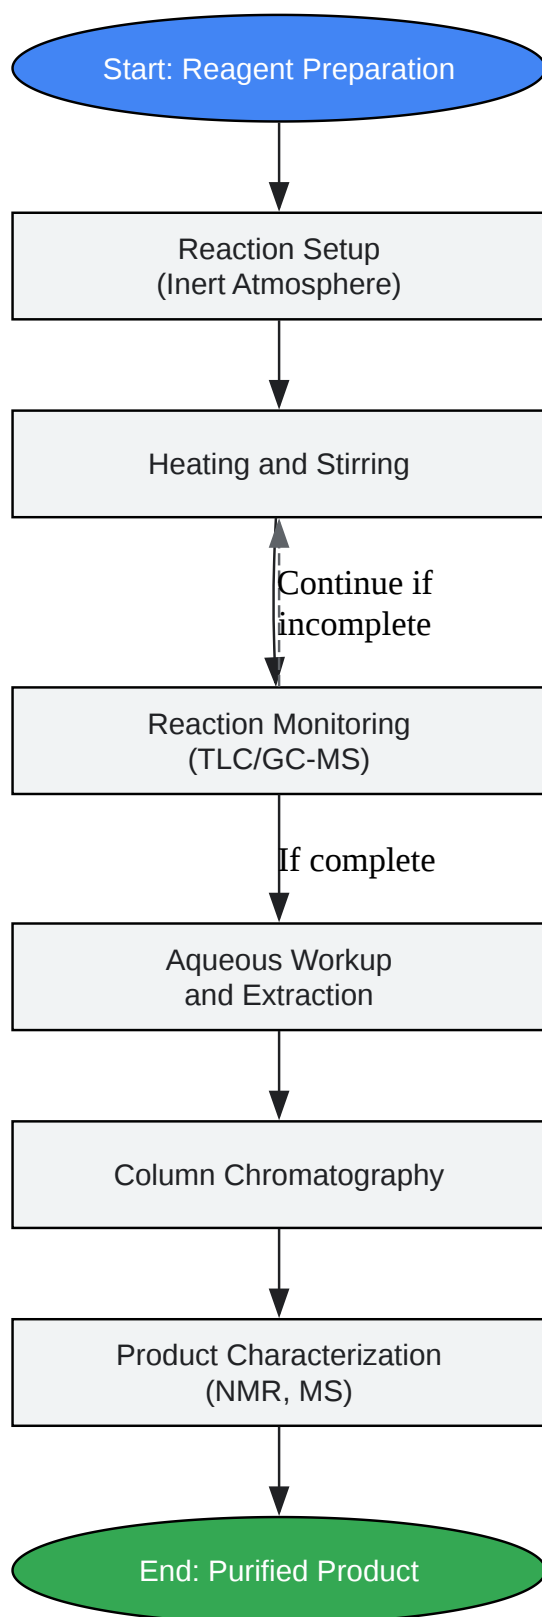 Start: Reagent Preparation
Reaction Setup
(Inert Atmosphere)
Heating and Stirring
Continue if
incomplete
Reaction Monitoring
(TLC/GC-MS)
If complete
Aqueous Workup
and Extraction
Column Chromatography
Product Characterization
(NMR, MS)
End: Purified Product